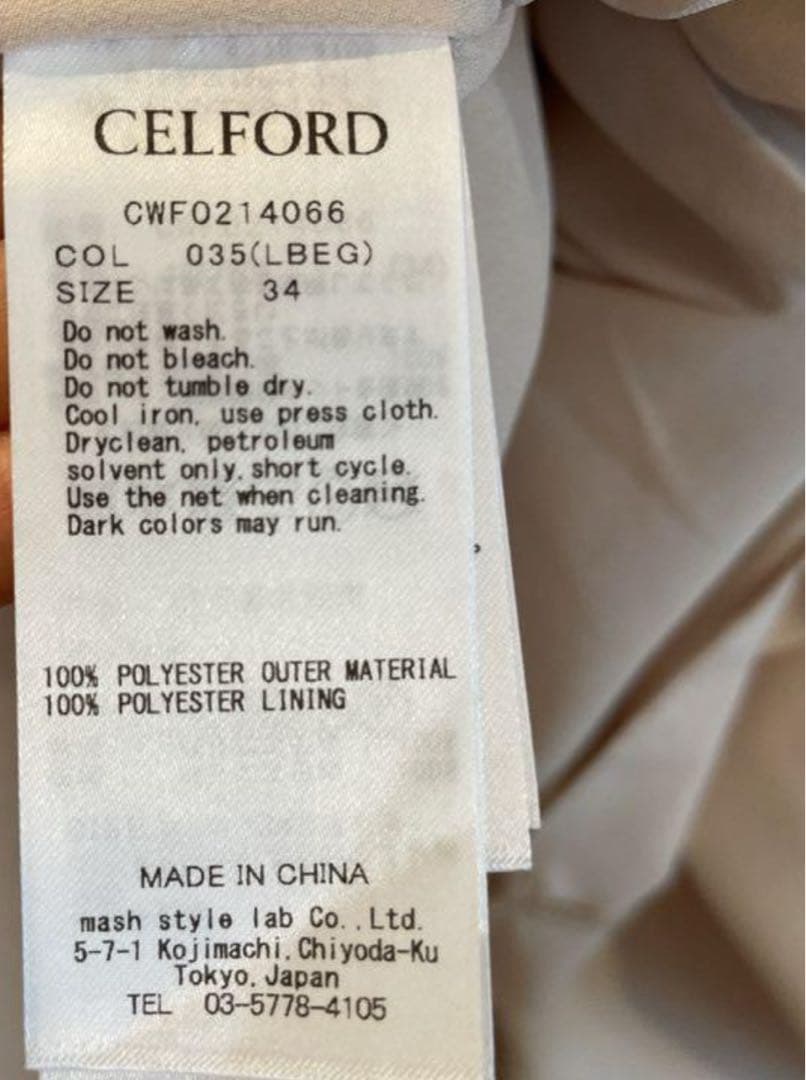 CELFORD
CWFO214066
COL 035(LBEG)
SIZE 34
Do not wash.
Do not bleach.
Do not tumble dry.
Cool iron, use press cloth.
Dryclean, petroleum
solvent only, short cycle.
Use the net when cleaning.
Dark colors may run.
100% POLYESTER OUTER MATERIAL
100% POLYESTER LINING
MADE IN CHINA
mash style lab Co., Ltd.
5-7-1 Kojimachi, Chiyoda-Ku
Tokyo, Japan
TEL 03-5778-4105